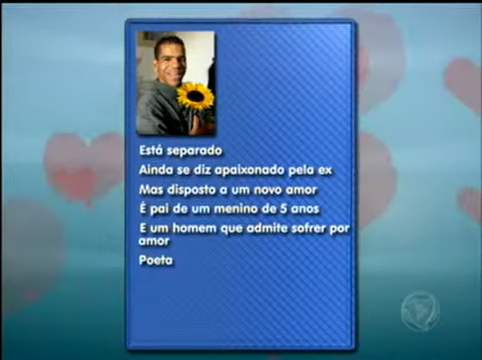 Está separado
Ainda se diz apaixonado pela ex
Mas disposto a um novo amor
É pai de um menino de 5 anos
E um homem que admite sofrer por
amor
Poeta